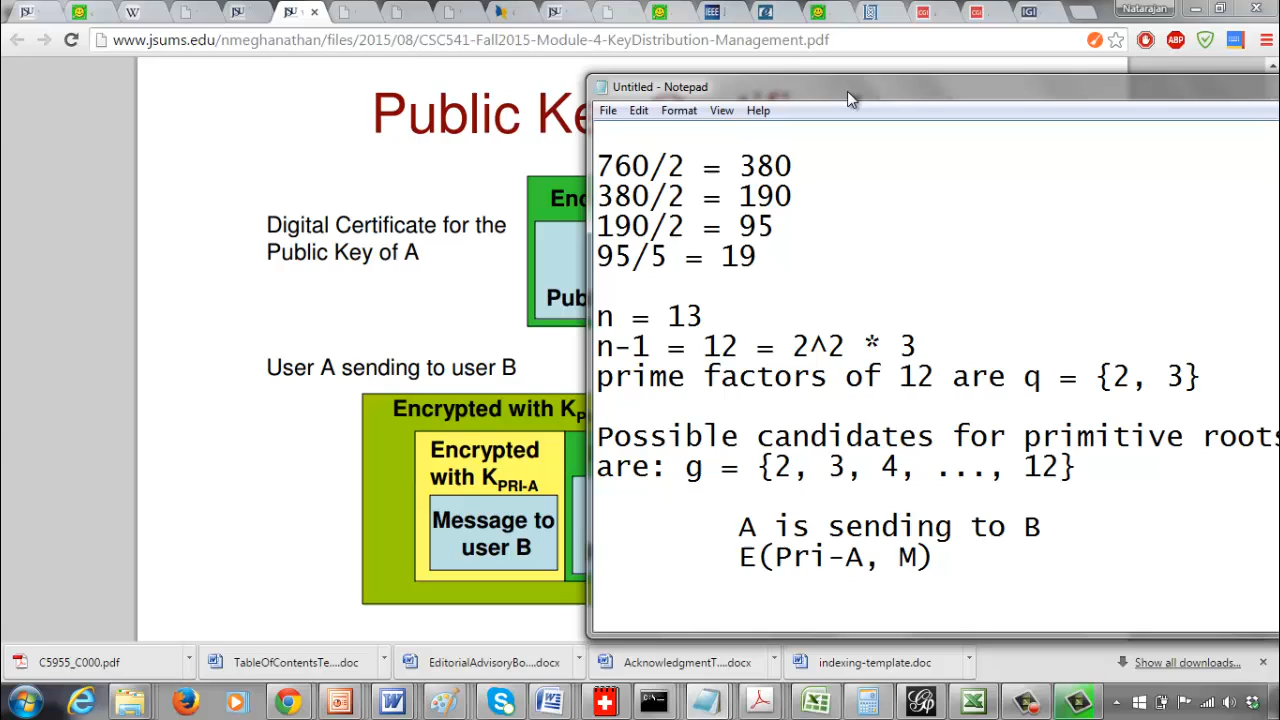 Natarajan
www.jsums.edu/nmeghanathan/files/2015/08/CSC541-Fall2015-Module-4-KeyDistribution-Management.pdf
Public Ke
Digital Certificate for the
Public Key of A
Enc
Pub
User A sending to user B
Encrypted with KP
Encrypted
with KPRI-A
Message to
user B
Untitled - Notepad
File Edit Format View Help
760/2 = 380
380/2 = 190
190/2 = 95
95/5 = 19
n = 13
n-1 = 12 = 2^2 * 3
prime factors of 12 are q = {2, 3}
Possible candidates for primitive roots
are: g = {2, 3, 4, ..., 12}
A is sending to B
E(Pri-A, M)
C5955_C000.pdf
TableOfContentsTe....doc
EditorialAdvisoryBo....docx
AcknowledgmentT....docx
indexing-template.doc
Show all downloads...